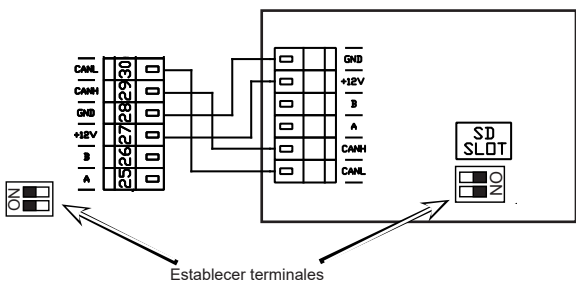 CANL 30
CANH 29
GND 28
+12V 27
B 26
A 25
GND
+12V
B
A
CANH
CANL
SD
SLOT
ON
ON
Establecer terminales